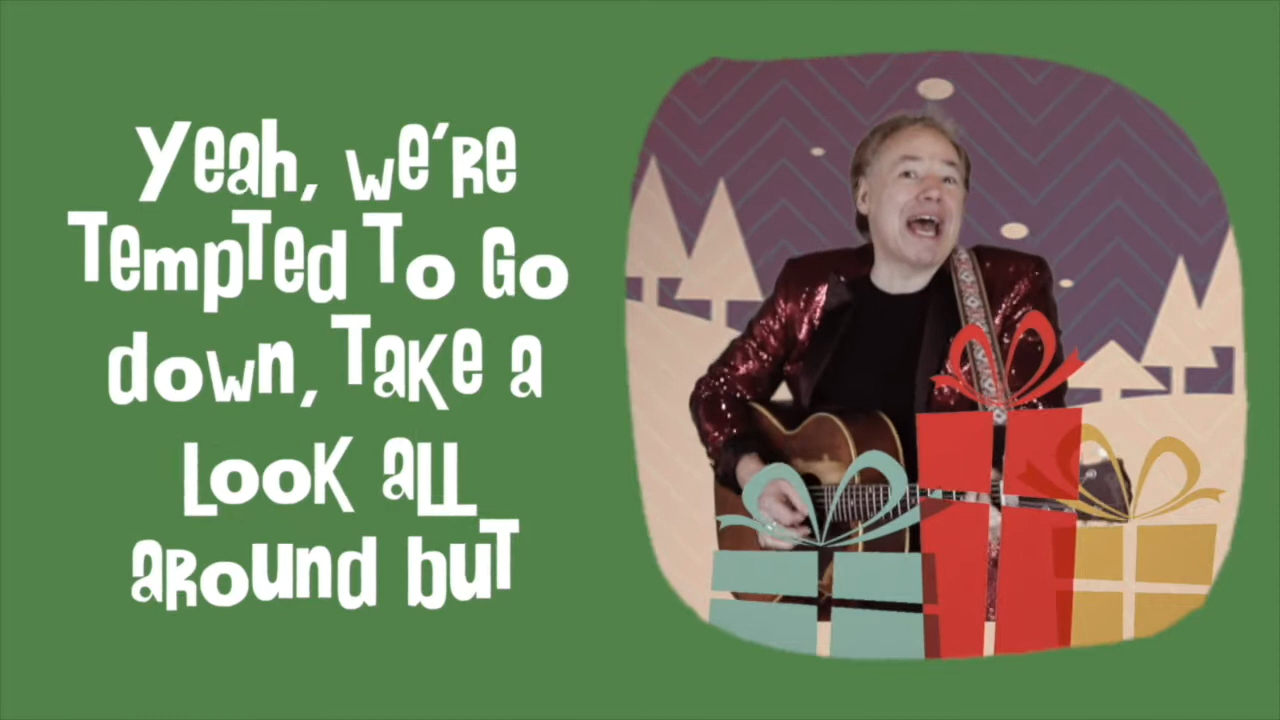 Yeah, we're
Tempted To Go
down, Take a
Look all
around but